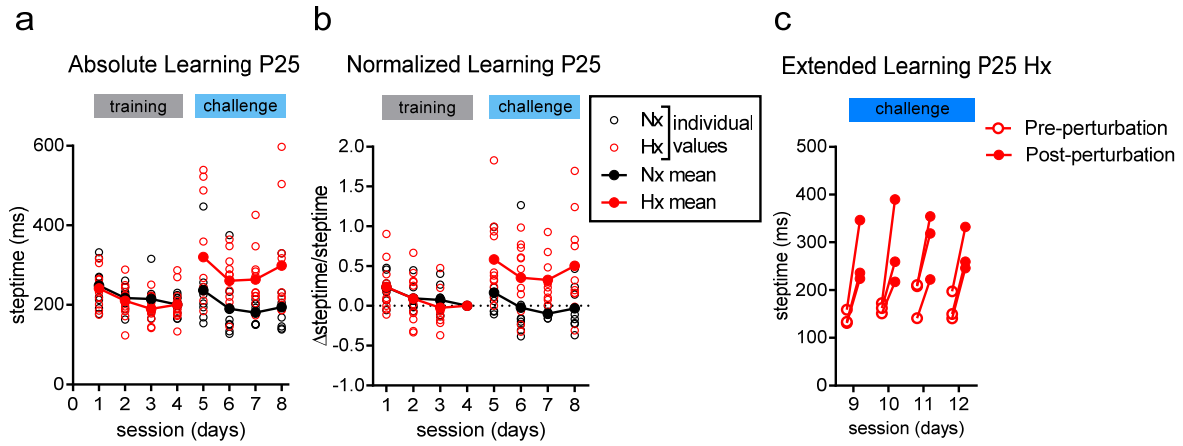 a
Absolute Learning P25
training
challenge
600
400
200
0
steptime (ms)
0 1 2 3 4 5 6 7 8
session (days)
b
Normalized Learning P25
training
challenge
2.0
1.5
1.0
0.5
0.0
-0.5
-1.0
Δsteptime/steptime
1 2 3 4 5 6 7 8
session (days)
Nx
Hx
individual
values
Nx mean
Hx mean
c
Extended Learning P25 Hx
challenge
Pre-perturbation
Post-perturbation
500
400
300
200
100
0
steptime (ms)
9 10 11 12
session (days)